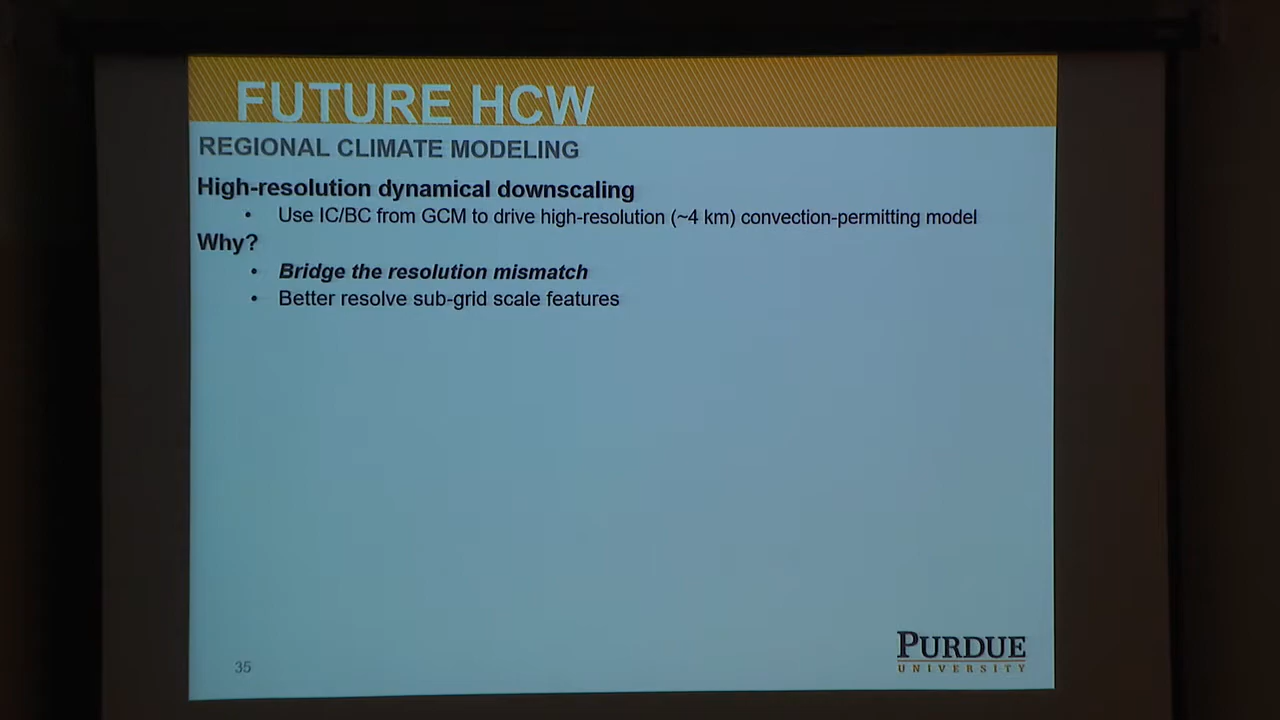 FUTURE HCW
REGIONAL CLIMATE MODELING
High-resolution dynamical downscaling
• Use IC/BC from GCM to drive high-resolution (~4 km) convection-permitting model
Why?
• Bridge the resolution mismatch
• Better resolve sub-grid scale features
35
PURDUE
UNIVERSITY